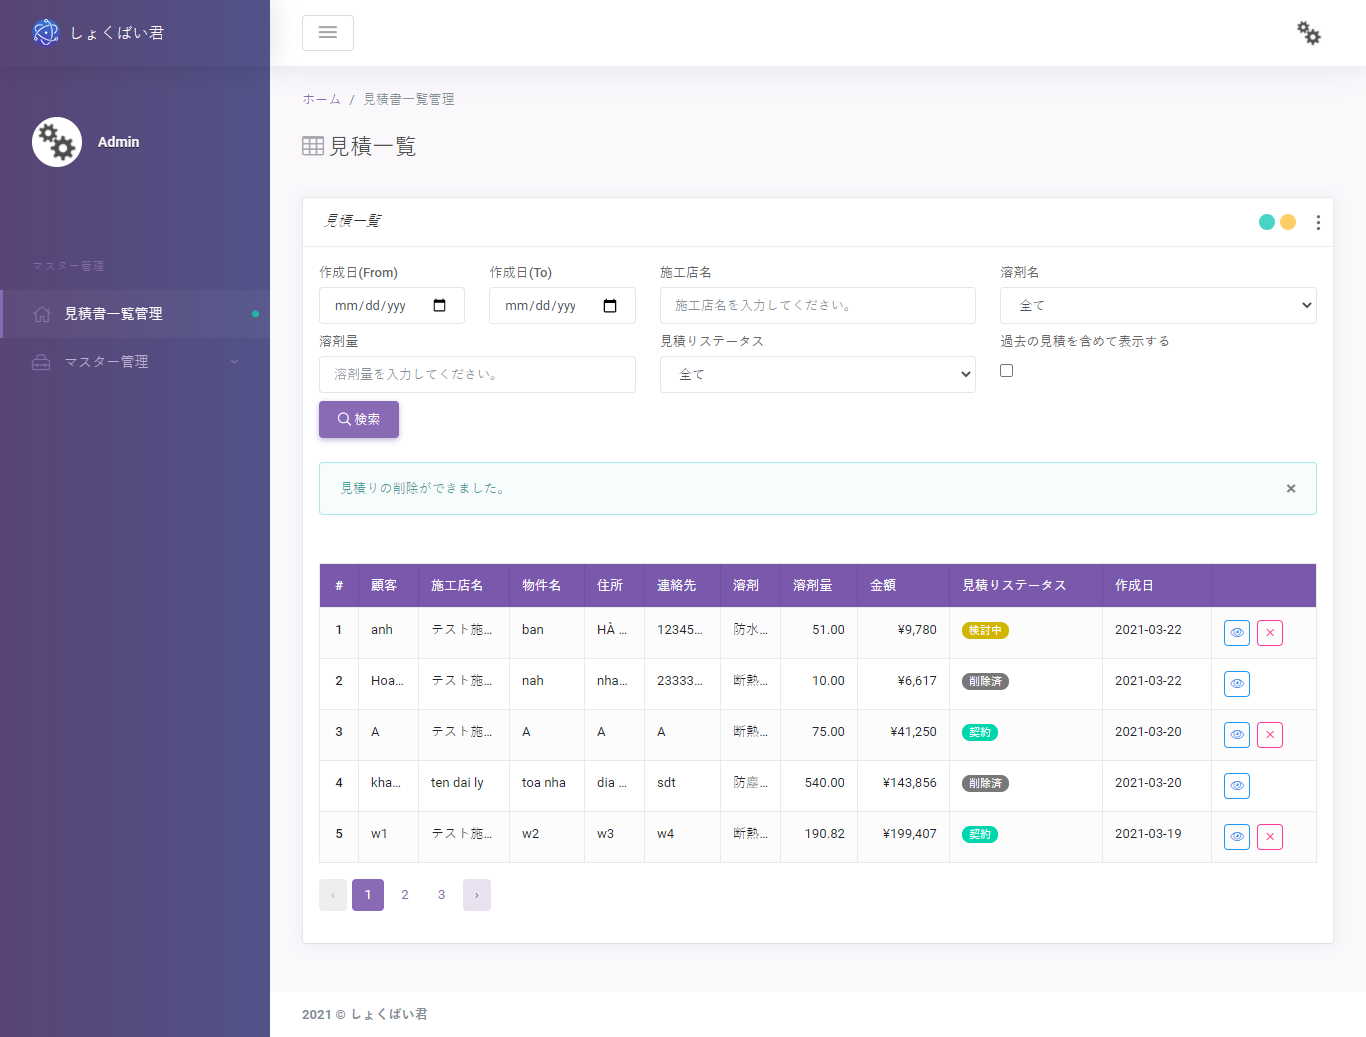 しょくばい君
Admin
マスター管理
見積書一覧管理
マスター管理
ホーム / 見積書一覧管理
見積一覧
見積一覧
作成日(From) 作成日(To) 施工店名 溶剤名
mm/dd/yyy mm/dd/yyy 施工店名を入力してください。 全て
溶剤量 見積りステータス 過去の見積を含めて表示する
溶剤量を入力してください。 全て
検索
見積りの削除ができました。 ×
# 顧客 施工店名 物件名 住所 連絡先 溶剤 溶剤量 金額 見積りステータス 作成日
1 anh テスト施... ban HÀ ... 12345... 防水... 51.00 ¥9,780 検討中 2021-03-22
2 Hoa... テスト施... nah nha... 23333... 断熱... 10.00 ¥6,617 削除済 2021-03-22
3 A テスト施... A A A 断熱... 75.00 ¥41,250 契約 2021-03-20
4 kha... ten dai ly toa nha dia ... sdt 防塵... 540.00 ¥143,856 削除済 2021-03-20
5 w1 テスト施... w2 w3 w4 断熱... 190.82 ¥199,407 契約 2021-03-19
‹ 1 2 3 ›
2021 © しょくばい君